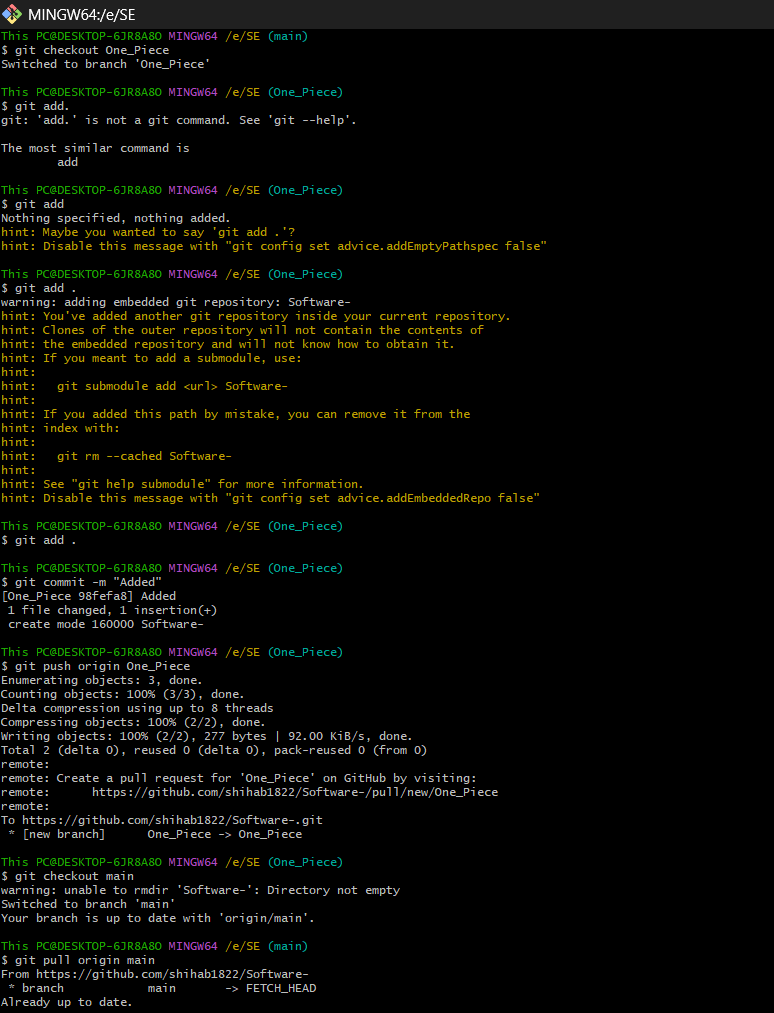 MINGW64:/e/SE
This PC@DESKTOP-6JR8A8O MINGW64 /e/SE (main)
$ git checkout One_Piece
Switched to branch 'One_Piece'
This PC@DESKTOP-6JR8A8O MINGW64 /e/SE (One_Piece)
$ git add.
git: 'add.' is not a git command. See 'git --help'.
The most similar command is
        add
This PC@DESKTOP-6JR8A8O MINGW64 /e/SE (One_Piece)
$ git add
Nothing specified, nothing added.
hint: Maybe you wanted to say 'git add .'?
hint: Disable this message with "git config set advice.addEmptyPathspec false"
This PC@DESKTOP-6JR8A8O MINGW64 /e/SE (One_Piece)
$ git add .
warning: adding embedded git repository: Software-
hint: You've added another git repository inside your current repository.
hint: Clones of the outer repository will not contain the contents of
hint: the embedded repository and will not know how to obtain it.
hint: If you meant to add a submodule, use:
hint:
hint:   git submodule add <url> Software-
hint:
hint: If you added this path by mistake, you can remove it from the
hint: index with:
hint:
hint:   git rm --cached Software-
hint:
hint: See "git help submodule" for more information.
hint: Disable this message with "git config set advice.addEmbeddedRepo false"
This PC@DESKTOP-6JR8A8O MINGW64 /e/SE (One_Piece)
$ git add .
This PC@DESKTOP-6JR8A8O MINGW64 /e/SE (One_Piece)
$ git commit -m "Added"
[One_Piece 98fefa8] Added
 1 file changed, 1 insertion(+)
 create mode 160000 Software-
This PC@DESKTOP-6JR8A8O MINGW64 /e/SE (One_Piece)
$ git push origin One_Piece
Enumerating objects: 3, done.
Counting objects: 100% (3/3), done.
Delta compression using up to 8 threads
Compressing objects: 100% (2/2), done.
Writing objects: 100% (2/2), 277 bytes | 92.00 KiB/s, done.
Total 2 (delta 0), reused 0 (delta 0), pack-reused 0 (from 0)
remote:
remote: Create a pull request for 'One_Piece' on GitHub by visiting:
remote:      https://github.com/shihab1822/Software-/pull/new/One_Piece
remote:
To https://github.com/shihab1822/Software-.git
 * [new branch]      One_Piece -> One_Piece
This PC@DESKTOP-6JR8A8O MINGW64 /e/SE (One_Piece)
$ git checkout main
warning: unable to rmdir 'Software-': Directory not empty
Switched to branch 'main'
Your branch is up to date with 'origin/main'.
This PC@DESKTOP-6JR8A8O MINGW64 /e/SE (main)
$ git pull origin main
From https://github.com/shihab1822/Software-
 * branch            main       -> FETCH_HEAD
Already up to date.